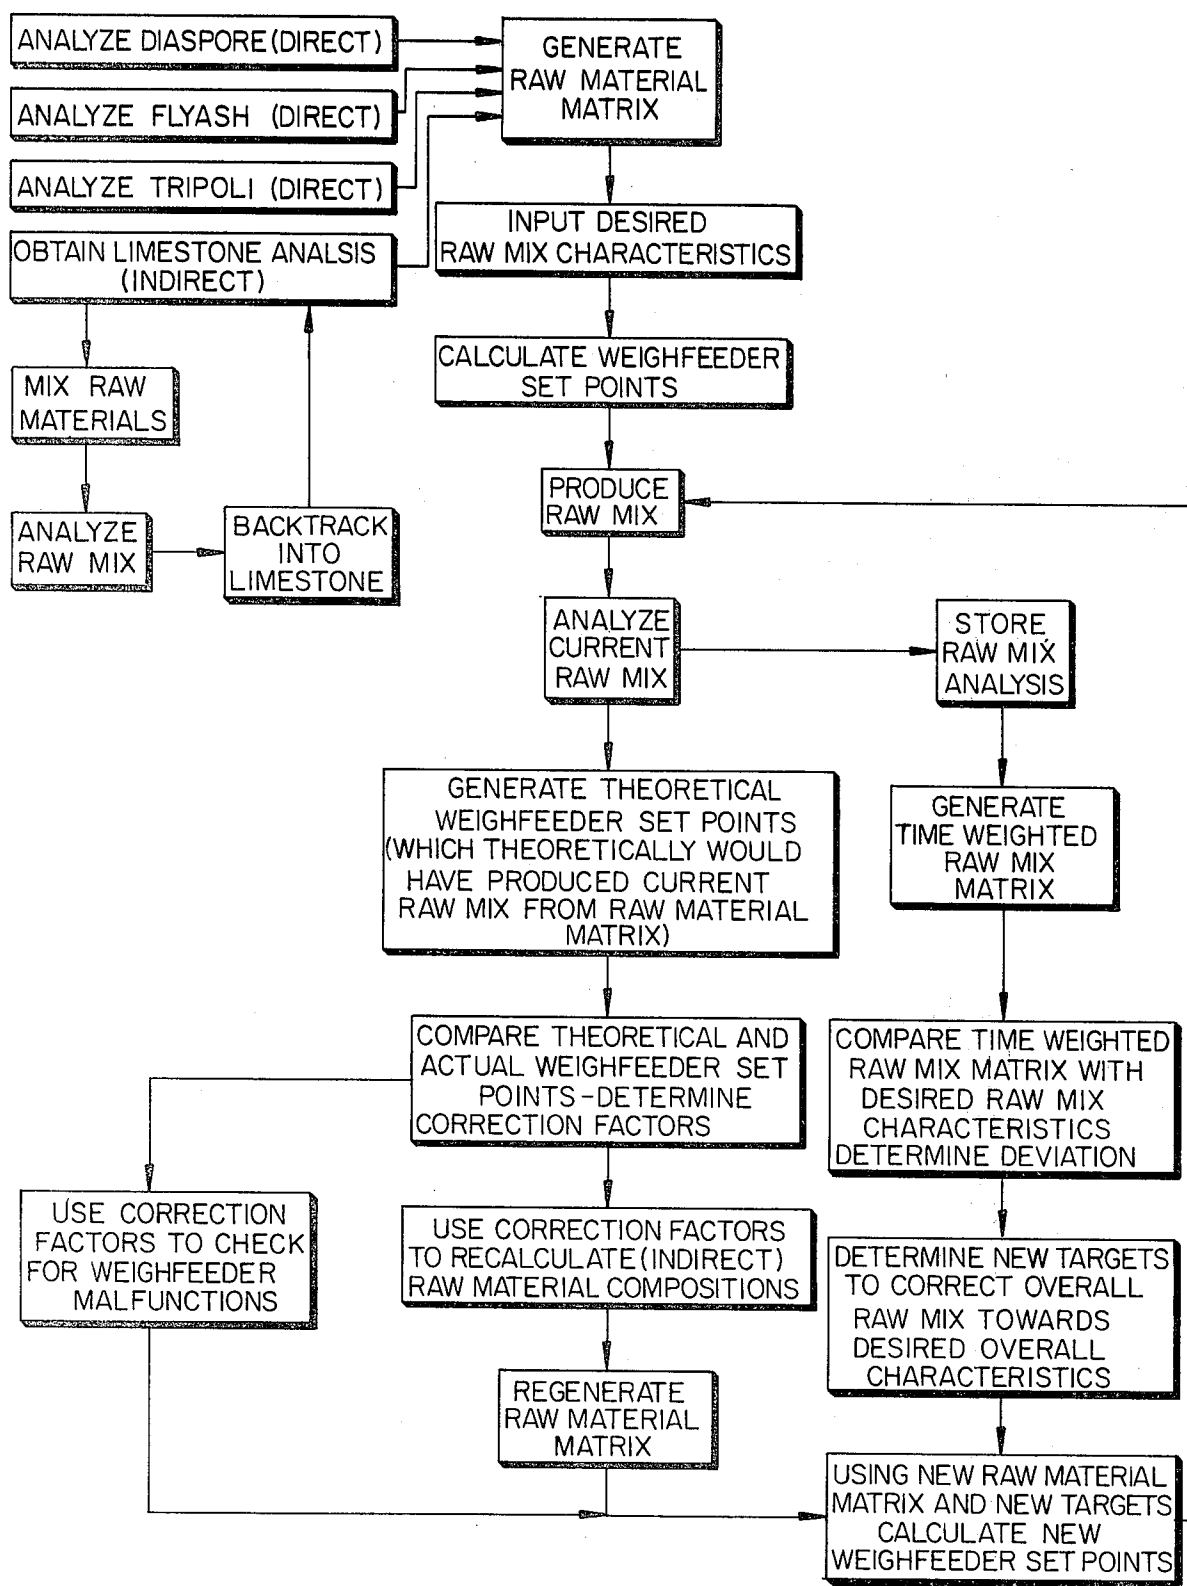 ANALYZE DIASPORE (DIRECT)
ANALYZE FLYASH (DIRECT)
ANALYZE TRIPOLI (DIRECT)
OBTAIN LIMESTONE ANALSIS
(INDIRECT)
MIX RAW
MATERIALS
ANALYZE
RAW MIX
BACKTRACK
INTO
LIMESTONE
GENERATE
RAW MATERIAL
MATRIX
INPUT DESIRED
RAW MIX CHARACTERISTICS
CALCULATE WEIGHFEEDER
SET POINTS
PRODUCE
RAW MIX
ANALYZE
CURRENT
RAW MIX
STORE
RAW MIX
ANALYSIS
GENERATE THEORETICAL
WEIGHFEEDER SET POINTS
(WHICH THEORETICALLY WOULD
HAVE PRODUCED CURRENT
RAW MIX FROM RAW MATERIAL
MATRIX)
GENERATE
TIME WEIGHTED
RAW MIX
MATRIX
COMPARE THEORETICAL AND
ACTUAL WEIGHFEEDER SET
POINTS - DETERMINE
CORRECTION FACTORS
COMPARE TIME WEIGHTED
RAW MIX MATRIX WITH
DESIRED RAW MIX
CHARACTERISTICS
DETERMINE DEVIATION
USE CORRECTION
FACTORS TO CHECK
FOR WEIGHFEEDER
MALFUNCTIONS
USE CORRECTION FACTORS
TO RECALCULATE (INDIRECT)
RAW MATERIAL COMPOSITIONS
DETERMINE NEW TARGETS
TO CORRECT OVERALL
RAW MIX TOWARDS
DESIRED OVERALL
CHARACTERISTICS
REGENERATE
RAW MATERIAL
MATRIX
USING NEW RAW MATERIAL
MATRIX AND NEW TARGETS
CALCULATE NEW
WEIGHFEEDER SET POINTS